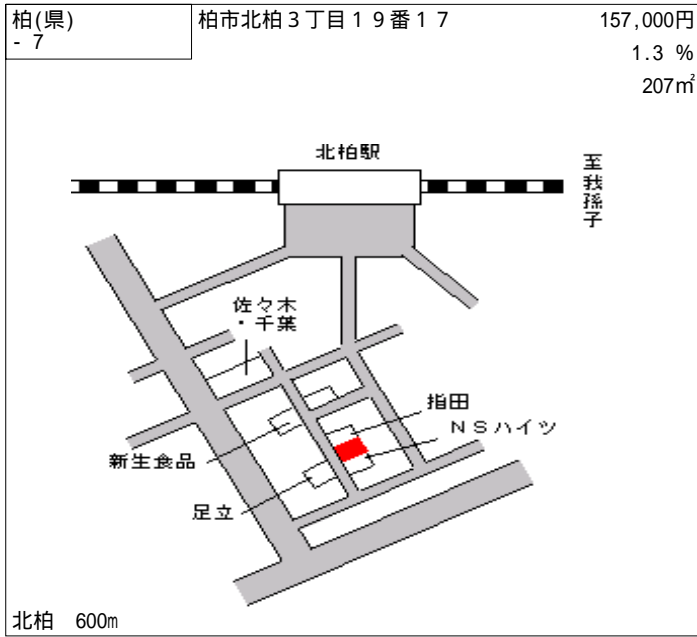 柏(県)
- 7
柏市北柏３丁目１９番１７
157,000円
1.3 %
207㎡
北柏駅
至我孫子
佐々木
・千葉
指田
ＮＳハイツ
新生食品
足立
北柏 600m